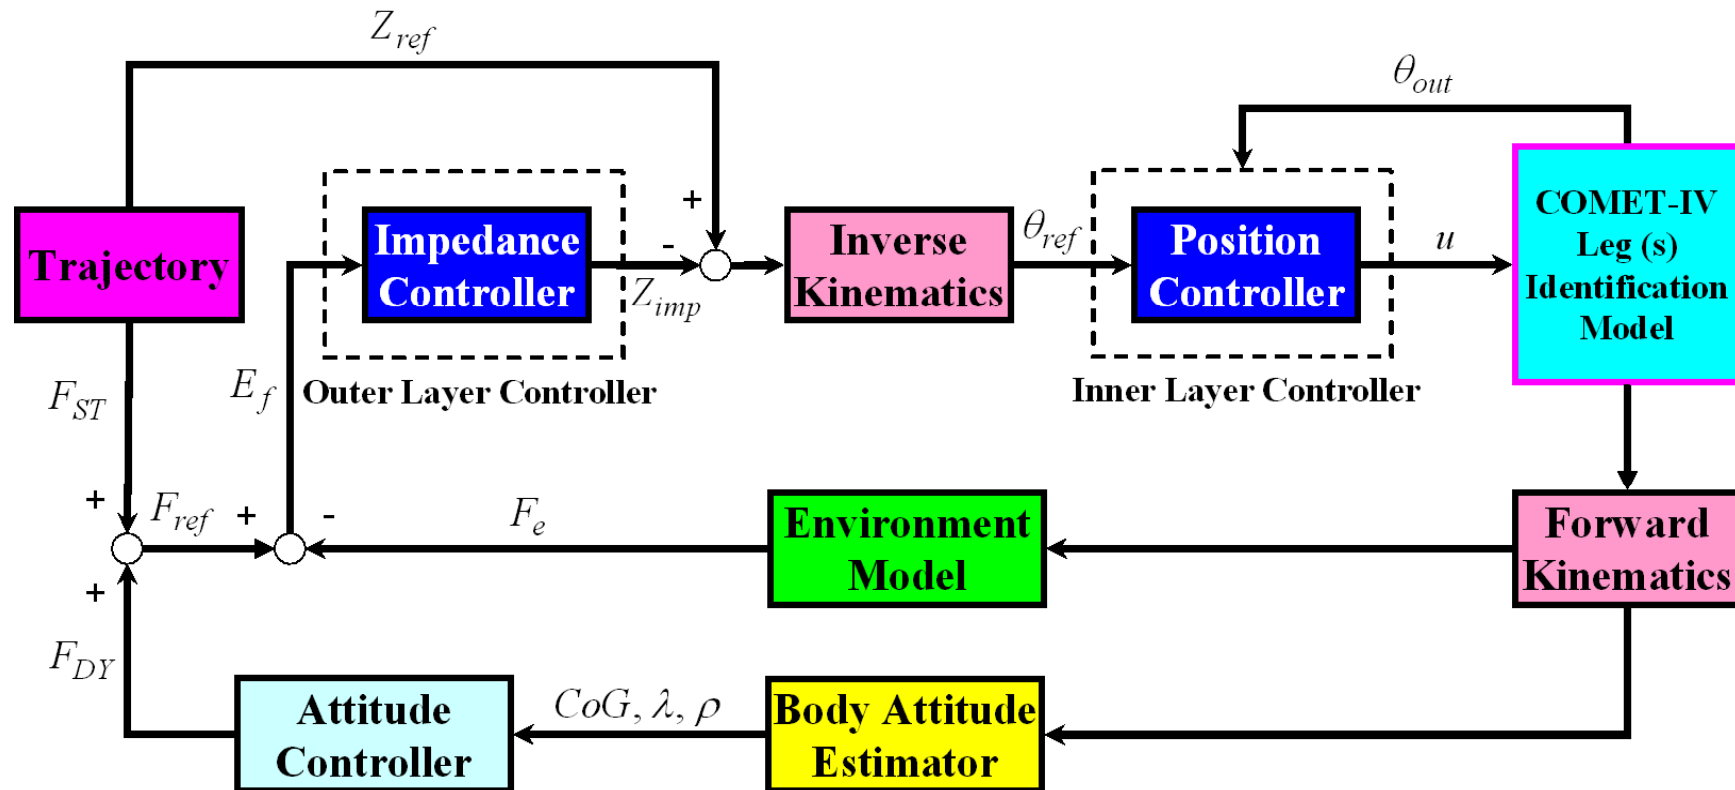 Z_ref
θ_out
+
Trajectory
Impedance
Controller
-
Z_imp
Inverse
Kinematics
θ_ref
Position
Controller
u
COMET-IV
Leg (s)
Identification
Model
F_ST
E_f
Outer Layer Controller
Inner Layer Controller
+
F_ref
+
-
F_e
Environment
Model
Forward
Kinematics
+
F_DY
Attitude
Controller
CoG, λ, ρ
Body Attitude
Estimator